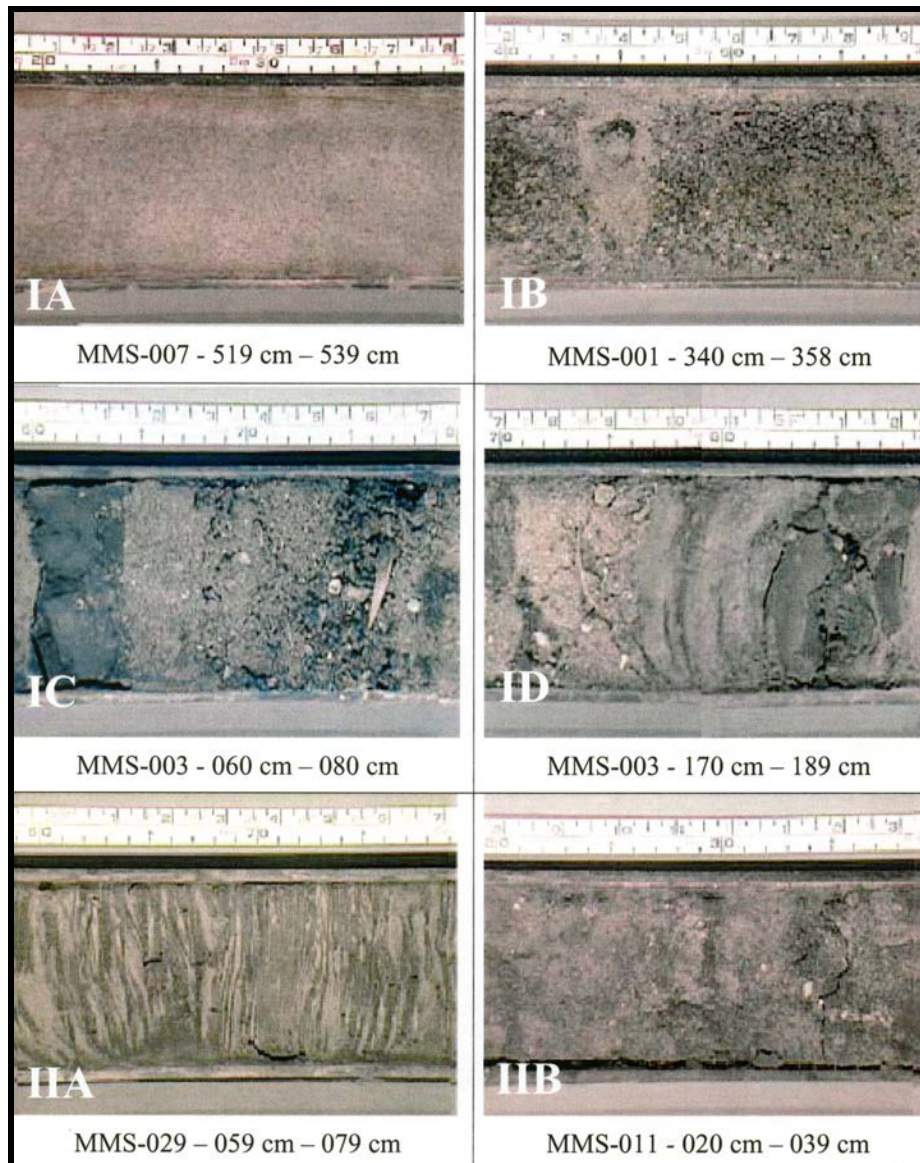 IA
MMS-007 - 519 cm – 539 cm
IB
MMS-001 - 340 cm – 358 cm
IC
MMS-003 - 060 cm – 080 cm
ID
MMS-003 - 170 cm – 189 cm
IIA
MMS-029 – 059 cm – 079 cm
IIB
MMS-011 - 020 cm – 039 cm